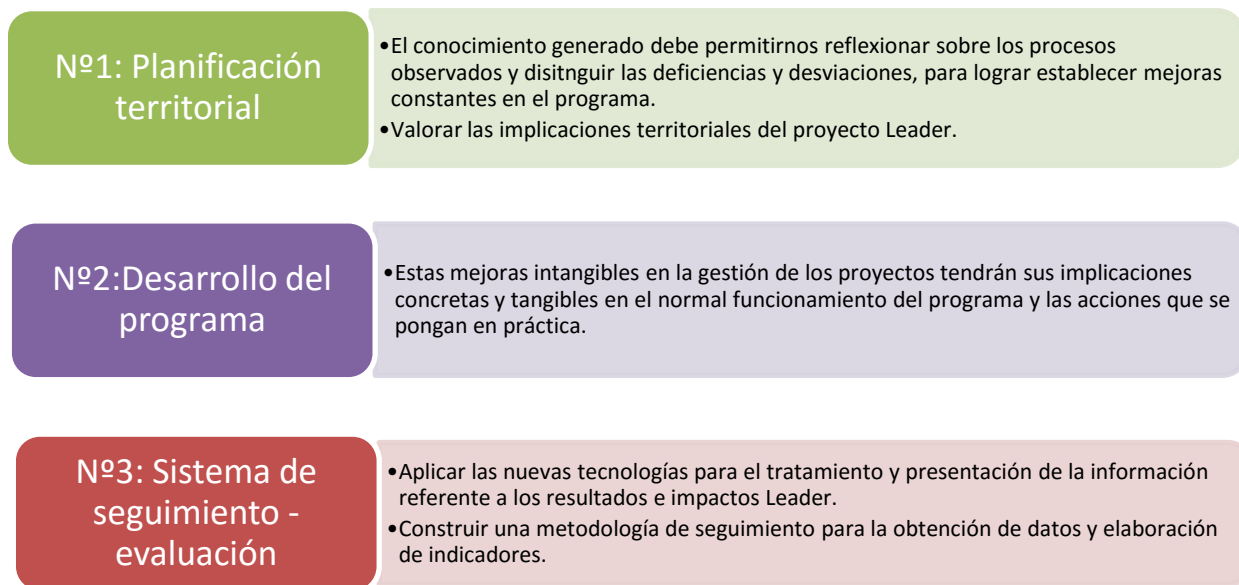 Nº1: Planificación
territorial
•El conocimiento generado debe permitirnos reflexionar sobre los procesos
observados y disitnguir las deficiencias y desviaciones, para lograr establecer mejoras
constantes en el programa.
•Valorar las implicaciones territoriales del proyecto Leader.
Nº2:Desarrollo del
programa
•Estas mejoras intangibles en la gestión de los proyectos tendrán sus implicaciones
concretas y tangibles en el normal funcionamiento del programa y las acciones que se
pongan en práctica.
Nº3: Sistema de
seguimiento -
evaluación
•Aplicar las nuevas tecnologías para el tratamiento y presentación de la información
referente a los resultados e impactos Leader.
•Construir una metodología de seguimiento para la obtención de datos y elaboración
de indicadores.